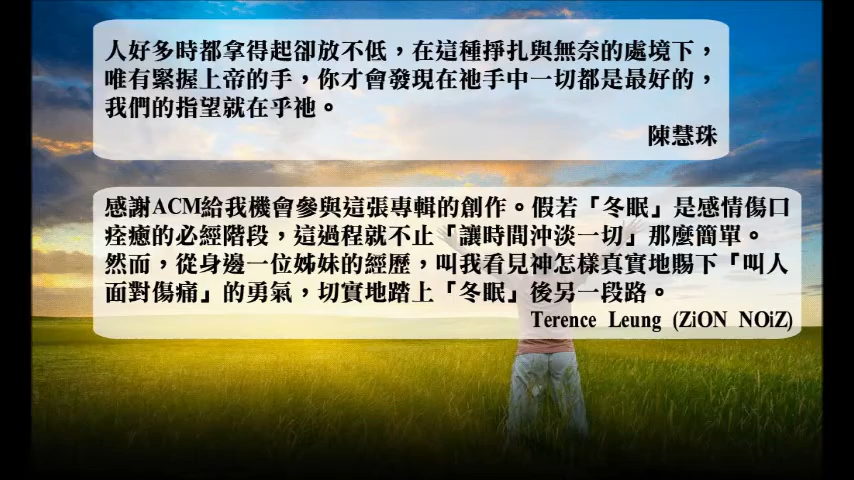 人好多時都拿得起卻放不低，在這種掙扎與無奈的處境下，
唯有緊握上帝的手，你才會發現在祂手中一切都是最好的，
我們的指望就在乎祂。
陳慧珠
感謝ACM給我機會參與這張專輯的創作。假若「冬眠」是感情傷口
痊癒的必經階段，這過程就不止「讓時間沖淡一切」那麼簡單。
然而，從身邊一位姊妹的經歷，叫我看見神怎樣真實地賜下「叫人
面對傷痛」的勇氣，切實地踏上「冬眠」後另一段路。
Terence Leung (ZiON NOiZ)